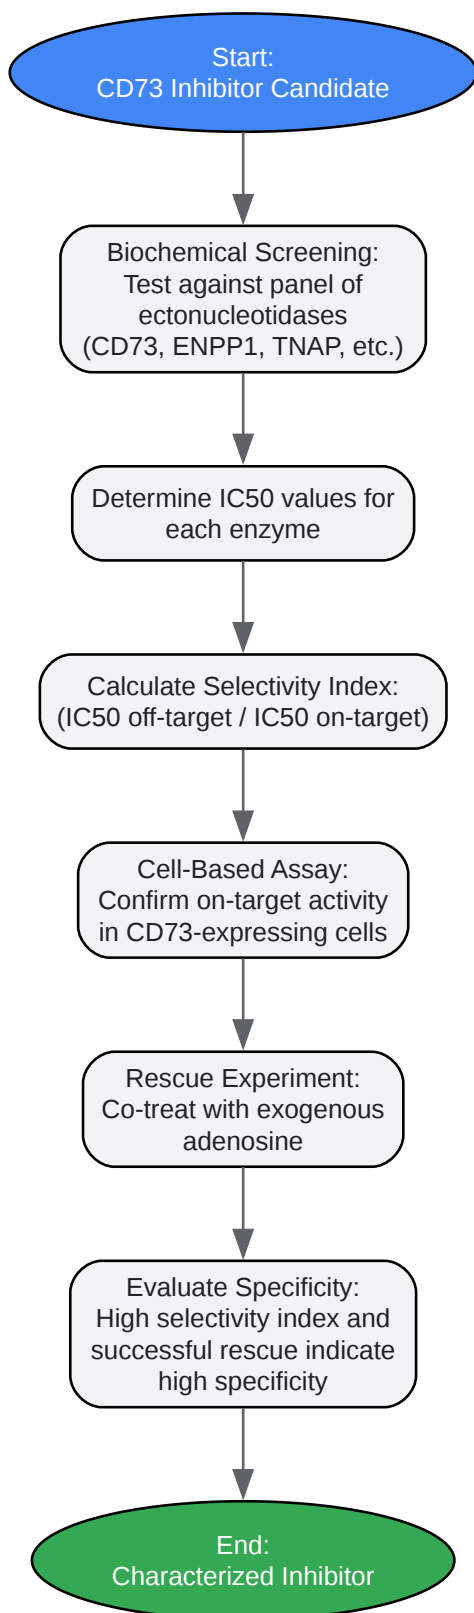 Start:
CD73 Inhibitor Candidate
Biochemical Screening:
Test against panel of
ectonucleotidases
(CD73, ENPP1, TNAP, etc.)
Determine IC50 values for
each enzyme
Calculate Selectivity Index:
(IC50 off-target / IC50 on-target)
Cell-Based Assay:
Confirm on-target activity
in CD73-expressing cells
Rescue Experiment:
Co-treat with exogenous
adenosine
Evaluate Specificity:
High selectivity index and
successful rescue indicate
high specificity
End:
Characterized Inhibitor